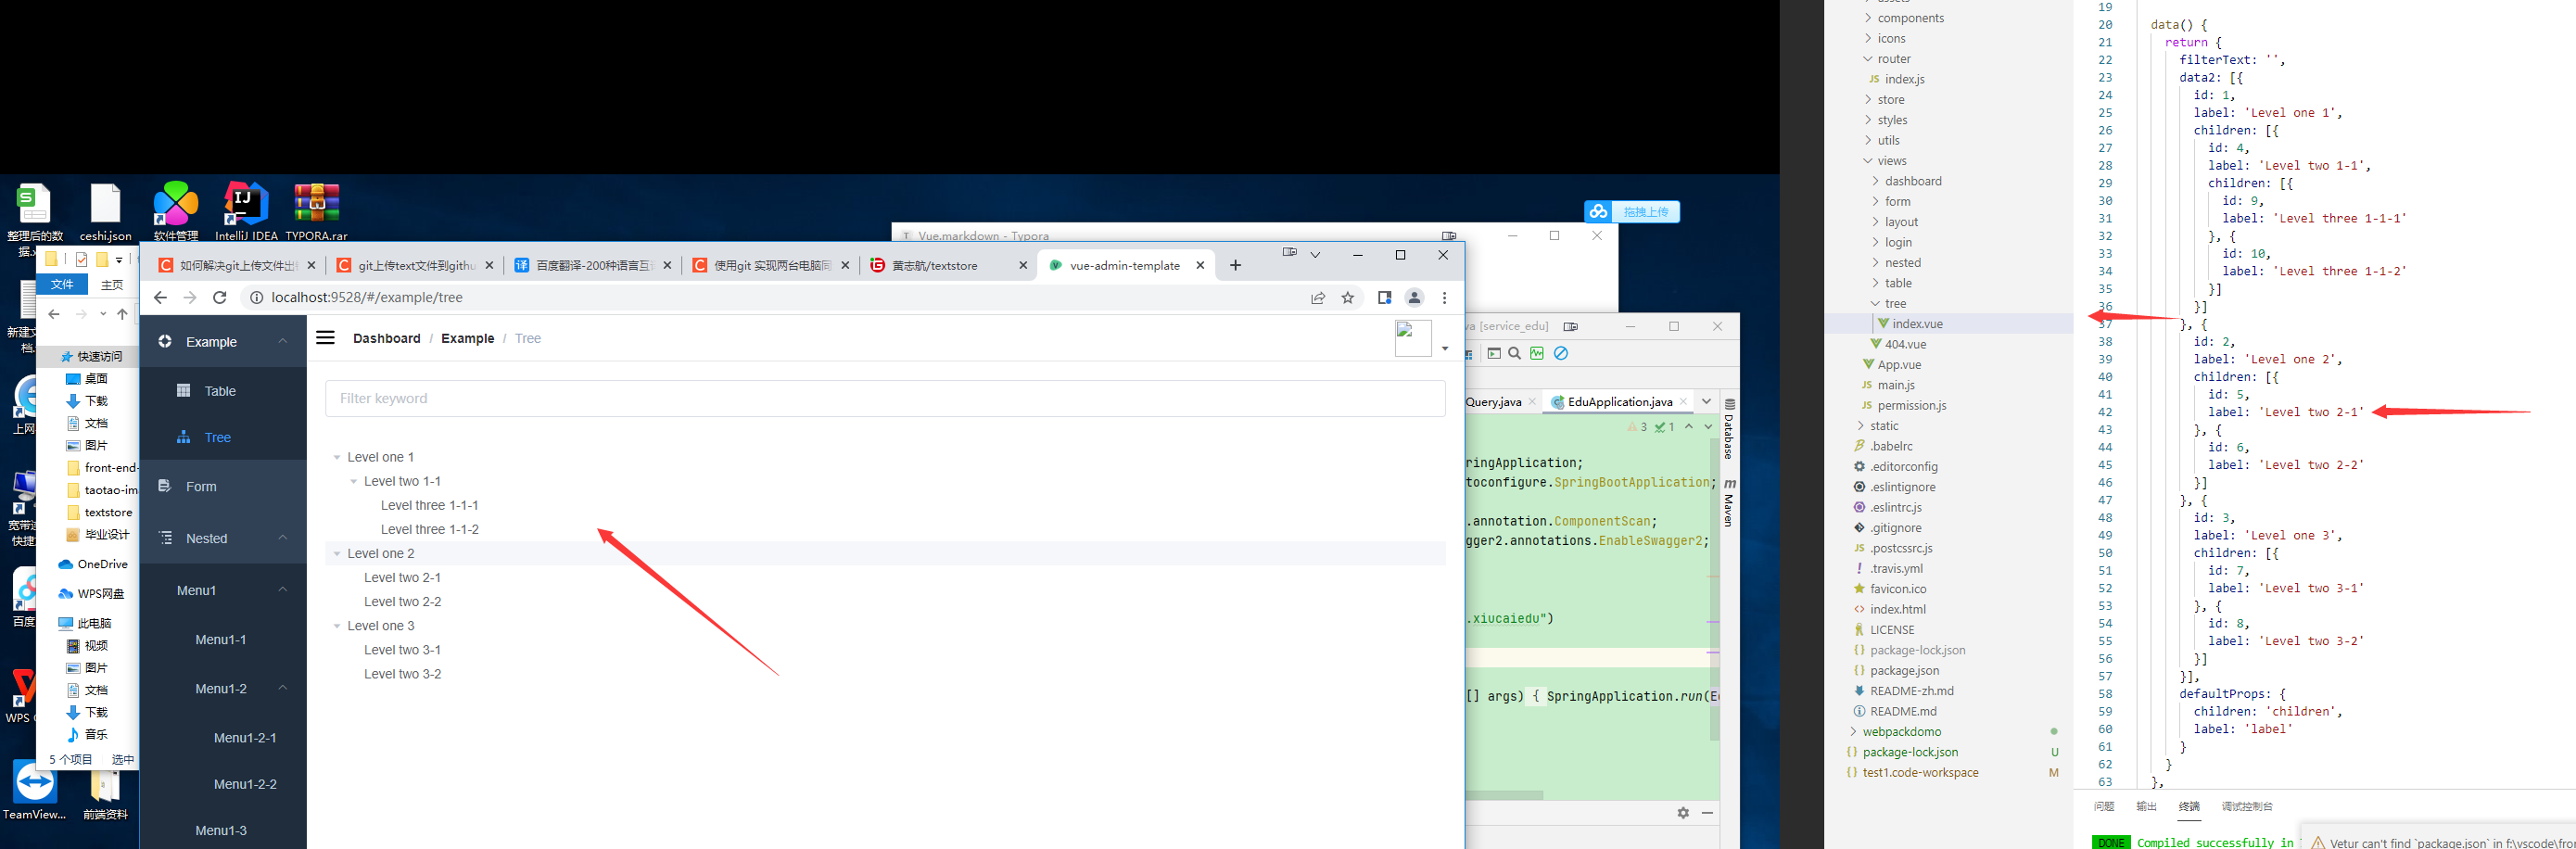 整理后的数
据.x
ceshi.json
软件管理
IntelliJ IDEA
TYPORA.rar
拖拽上传
Vue.markdown - Typora
文件
主页
快速访问
桌面
下载
文档
图片
front-end-
taotao-im
textstore
毕业设计
OneDrive
WPS网盘
此电脑
视频
图片
文档
下载
音乐
5 个项目
选中
TeamView...
前端资料
如何解决git上传文件出
git上传text文件到githu
百度翻译-200种语言互
使用git 实现两台电脑同
黄志航/textstore
vue-admin-template
localhost:9528/#/example/tree
Example
Table
Tree
Form
Nested
Menu1
Menu1-1
Menu1-2
Menu1-2-1
Menu1-2-2
Menu1-3
Dashboard / Example / Tree
Filter keyword
Level one 1
Level two 1-1
Level three 1-1-1
Level three 1-1-2
Level one 2
Level two 2-1
Level two 2-2
Level one 3
Level two 3-1
Level two 3-2
va [service_edu]
Query.java
EduApplication.java
3
1
Database
Maven
ringApplication;
toconfigure.SpringBootApplication;
.annotation.ComponentScan;
gger2.annotations.EnableSwagger2;
.xiucaiedu")
[] args) { SpringApplication.run(E
components
icons
router
index.js
store
styles
utils
views
dashboard
form
layout
login
nested
table
tree
index.vue
404.vue
App.vue
main.js
permission.js
static
.babelrc
.editorconfig
.eslintignore
.eslintrc.js
.gitignore
.postcssrc.js
.travis.yml
favicon.ico
index.html
LICENSE
package-lock.json
package.json
README-zh.md
README.md
webpackdomo
package-lock.json U
test1.code-workspace M
19
20 data() {
21 return {
22 filterText: '',
23 data2: [{
24 id: 1,
25 label: 'Level one 1',
26 children: [{
27 id: 4,
28 label: 'Level two 1-1',
29 children: [{
30 id: 9,
31 label: 'Level three 1-1-1'
32 }, {
33 id: 10,
34 label: 'Level three 1-1-2'
35 }]
36 }]
37 }, {
38 id: 2,
39 label: 'Level one 2',
40 children: [{
41 id: 5,
42 label: 'Level two 2-1'
43 }, {
44 id: 6,
45 label: 'Level two 2-2'
46 }]
47 }, {
48 id: 3,
49 label: 'Level one 3',
50 children: [{
51 id: 7,
52 label: 'Level two 3-1'
53 }, {
54 id: 8,
55 label: 'Level two 3-2'
56 }]
57 }],
58 defaultProps: {
59 children: 'children',
60 label: 'label'
61 }
62 }
63 },
问题
输出
终端
调试控制台
DONE Compiled successfully in
Vetur can't find `package.json` in f:\vscode\fro